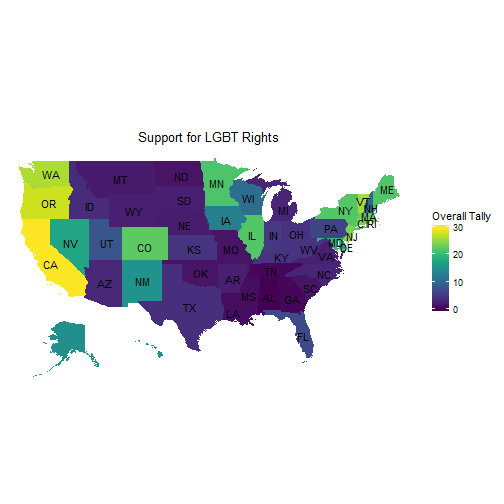 Support for LGBT Rights
WA
MT
ND
MN
ME
OR
ID
SD
WI
MI
NY
VT
NH
MA
CT
RI
WY
NE
IA
PA
NJ
NV
UT
CO
KS
MO
IL
IN
OH
MD
DE
CA
KY
WV
VA
AZ
NM
OK
AR
TN
NC
SC
TX
LA
MS
AL
GA
FL
Overall Tally
30
20
10
0